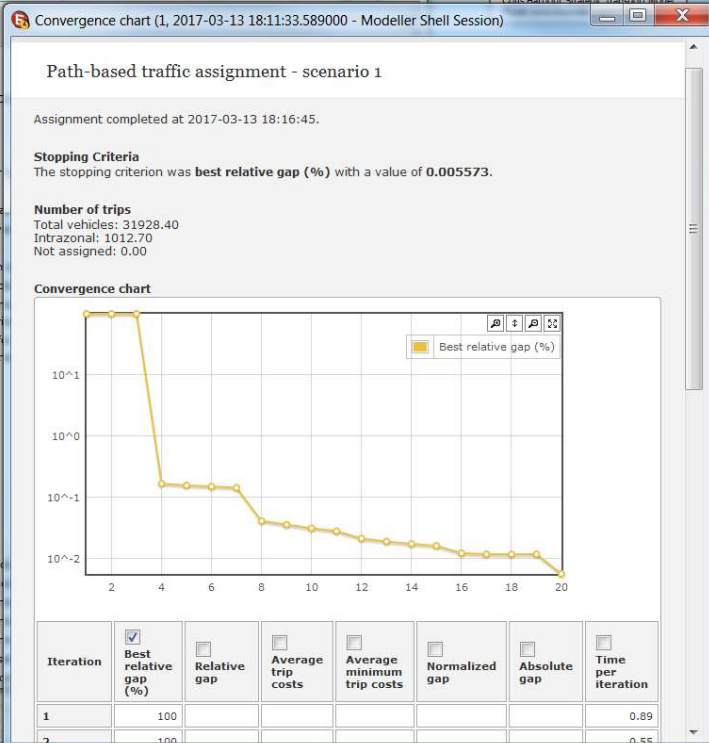 Convergence chart (1, 2017-03-13 18:11:33.589000 - Modeller Shell Session)
Path-based traffic assignment - scenario 1
Assignment completed at 2017-03-13 18:16:45.
Stopping Criteria
The stopping criterion was best relative gap (%) with a value of 0.005573.
Number of trips
Total vehicles: 31928.40
Intrazonal: 1012.70
Not assigned: 0.00
Convergence chart
Best relative gap (%)
10^1
10^0
10^-1
10^-2
2 4 6 8 10 12 14 16 18 20
Iteration Best relative gap (%) Relative gap Average trip costs Average minimum trip costs Normalized gap Absolute gap Time per iteration
1 100 0.89
2 100 0.55